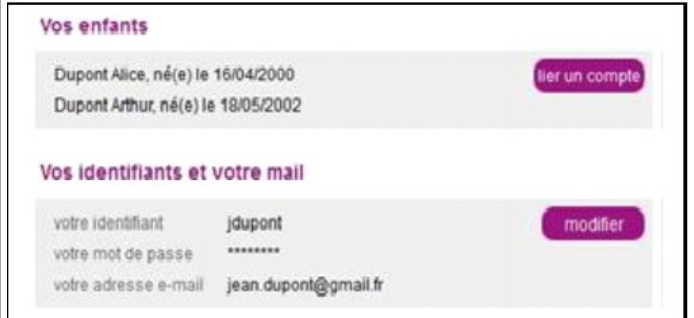 Vos enfants
Dupont Alice, né(e) le 16/04/2000
lier un compte
Dupont Arthur, né(e) le 18/05/2002
Vos identifiants et votre mail
votre identifiant jdupont
modifier
votre mot de passe ********
votre adresse e-mail jean.dupont@gmail.fr